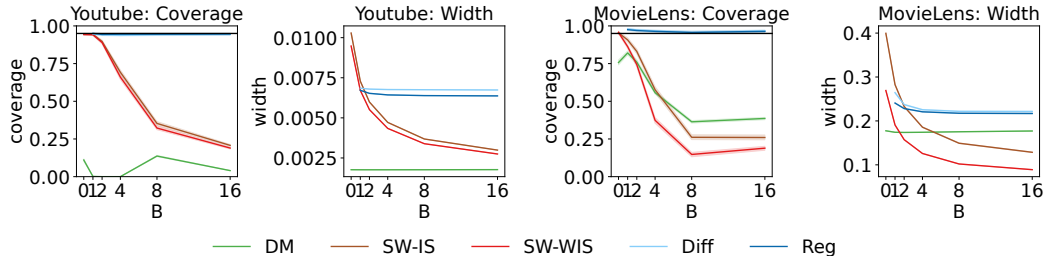 Youtube: Coverage
1.00
0.75
0.50
0.25
0.00
coverage
0 1 2 4 8 16
B
Youtube: Width
0.0100
0.0075
0.0050
0.0025
width
0 1 2 4 8 16
B
MovieLens: Coverage
1.00
0.75
0.50
0.25
0.00
coverage
0 1 2 4 8 16
B
MovieLens: Width
0.4
0.3
0.2
0.1
width
0 1 2 4 8 16
B
DM SW-IS SW-WIS Diff Reg